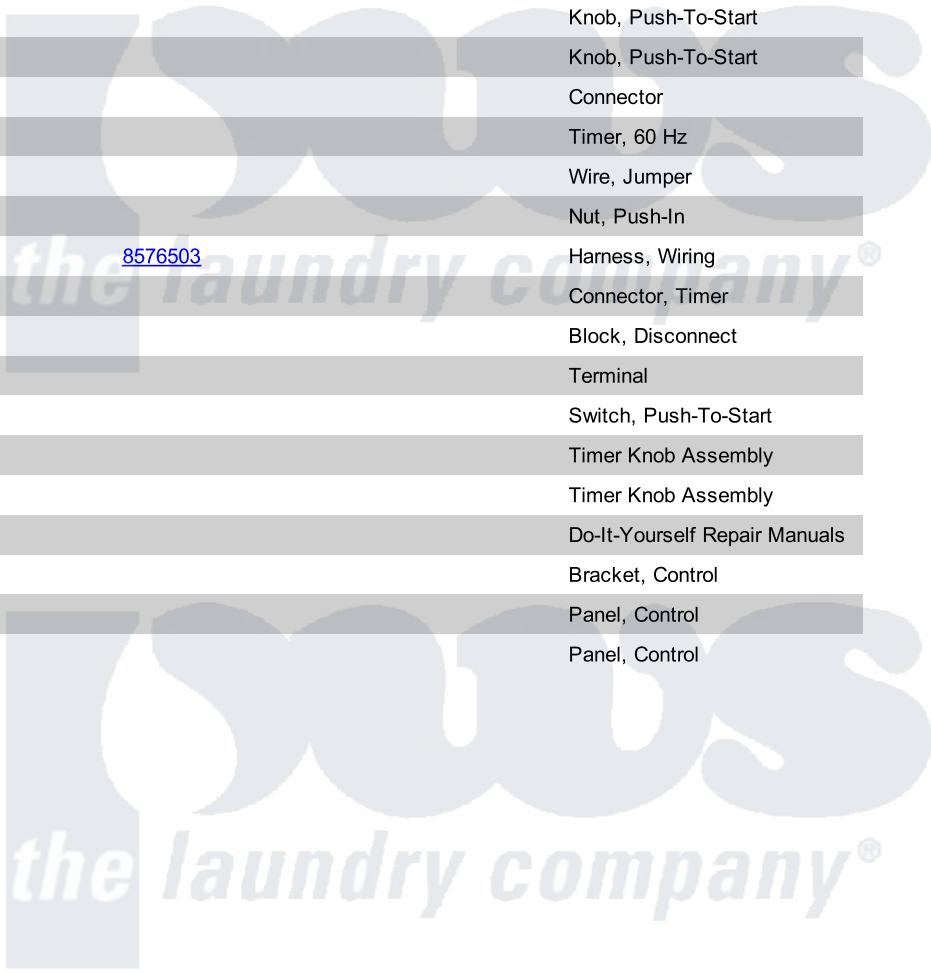 Knob, Push-To-Start
Knob, Push-To-Start
Connector
Timer, 60 Hz
Wire, Jumper
Nut, Push-In
8576503 Harness, Wiring
Connector, Timer
Block, Disconnect
Terminal
Switch, Push-To-Start
Timer Knob Assembly
Timer Knob Assembly
Do-It-Yourself Repair Manuals
Bracket, Control
Panel, Control
Panel, Control
pws
the laundry company®
pws
the laundry company®